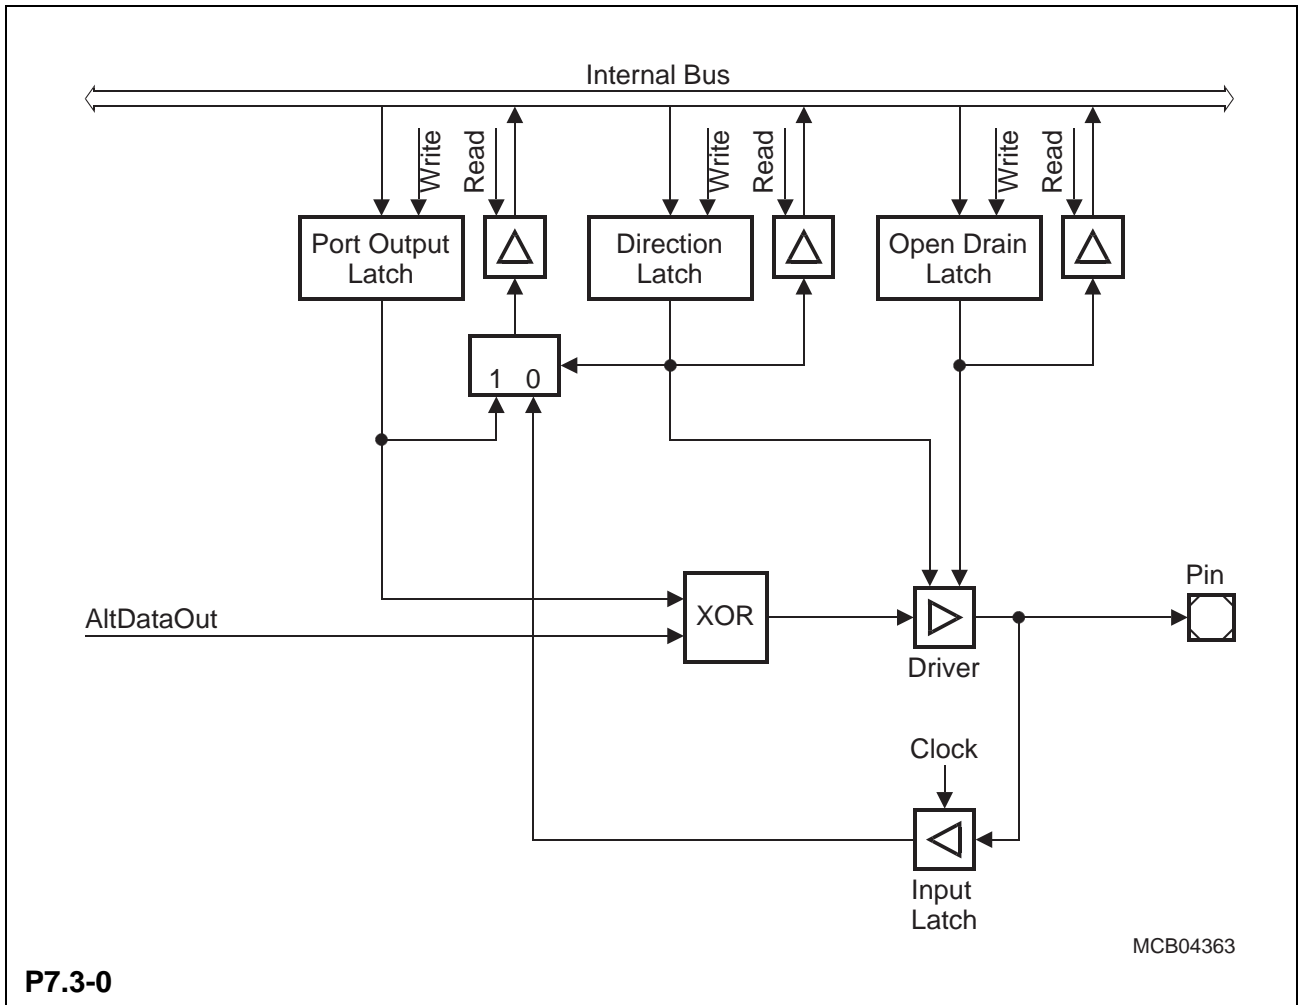 Internal Bus
Write
Read
Write
Read
Write
Read
Port Output
Latch
Direction
Latch
Open Drain
Latch
1 0
AltDataOut
XOR
Driver
Pin
Clock
Input
Latch
MCB04363
P7.3-0